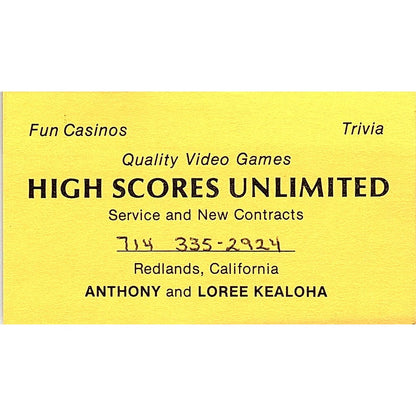 Fun Casinos Trivia
Quality Video Games
HIGH SCORES UNLIMITED
Service and New Contracts
714 335-2924
Redlands, California
ANTHONY and LOREE KEALOHA